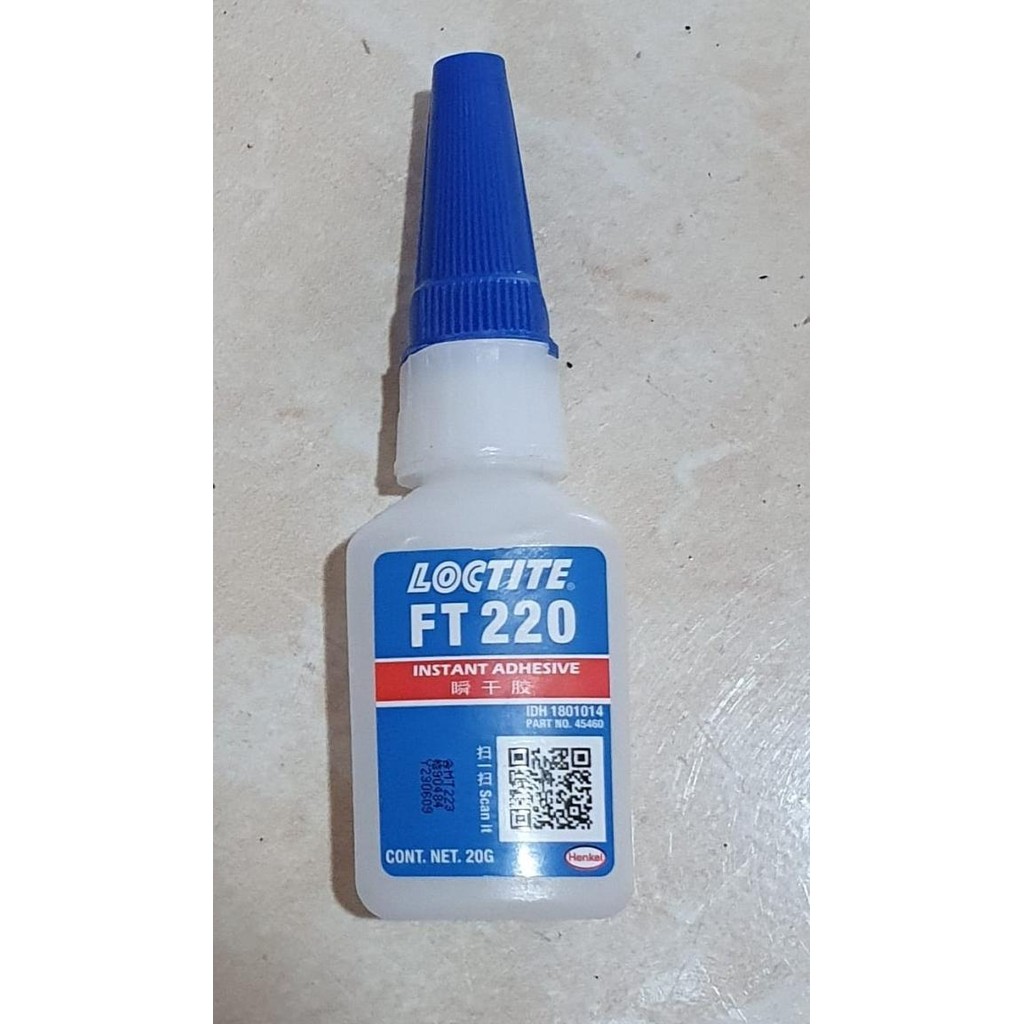 LOCTITE®
FT 220
INSTANT ADHESIVE
瞬干胶
IDH 1801014
PART NO. 45460
扫一扫 Scan it
CONT. NET. 20G
Henkel